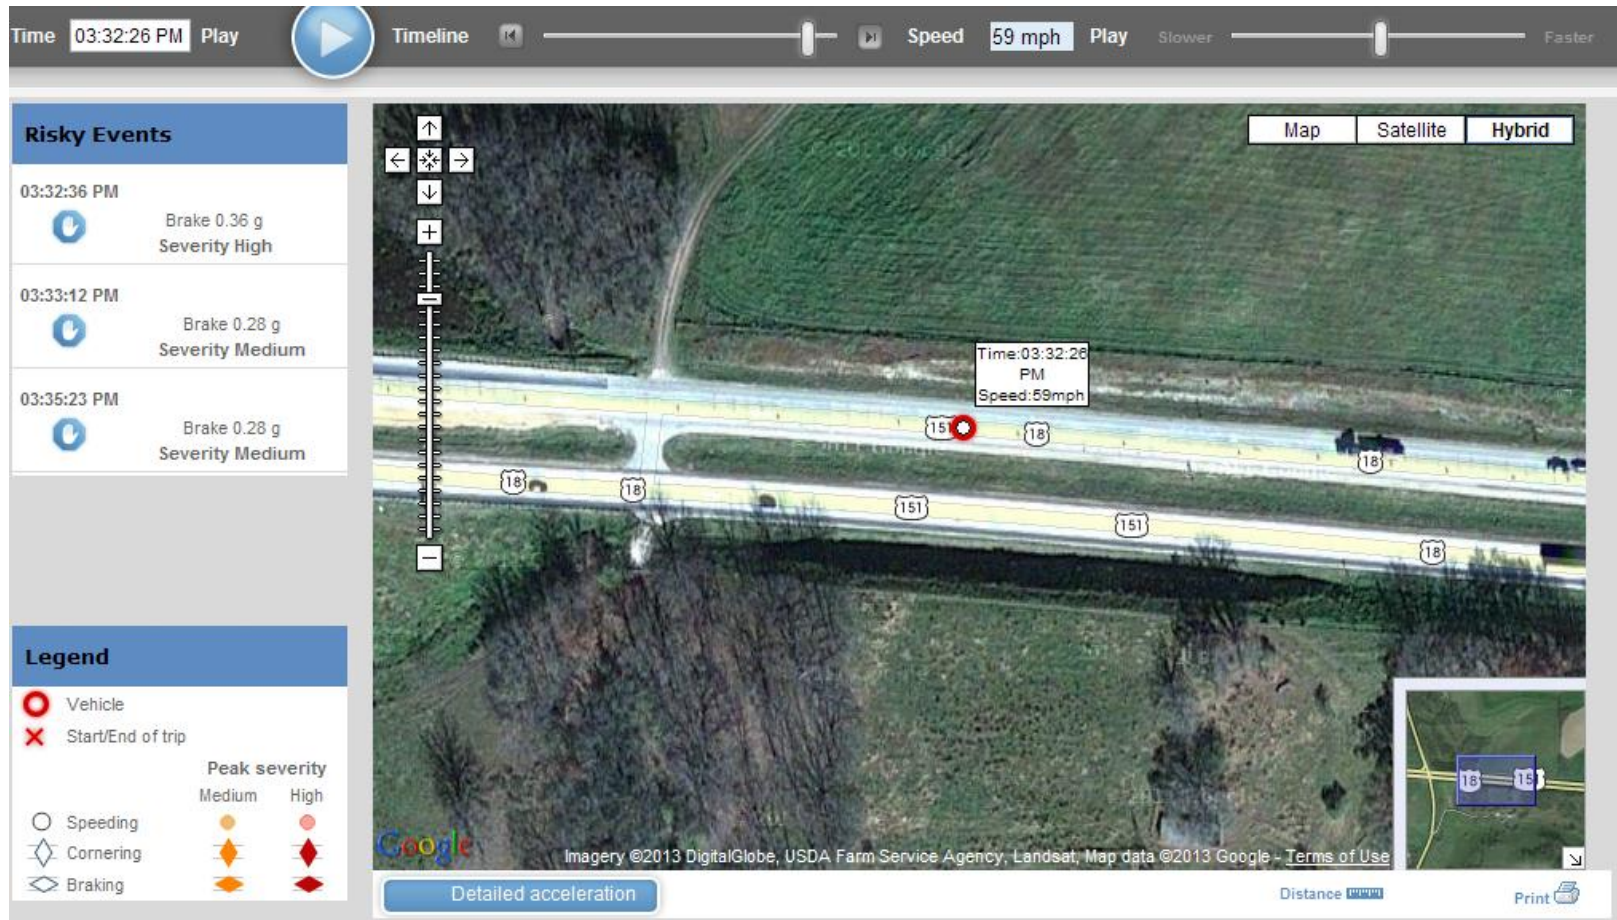 Time 03:32:26 PM Play Timeline Speed 59 mph Play Slower Faster
Risky Events
03:32:36 PM
Brake 0.36 g
Severity High
03:33:12 PM
Brake 0.28 g
Severity Medium
03:35:23 PM
Brake 0.28 g
Severity Medium
Legend
Vehicle
Start/End of trip
Peak severity
Medium High
Speeding
Cornering
Braking
Map Satellite Hybrid
Time:03:32:26
PM
Speed:59mph
151 18
18
18 18 151
151
18
18 151
Google
Imagery ©2013 DigitalGlobe, USDA Farm Service Agency, Landsat, Map data ©2013 Google - Terms of Use
Detailed acceleration Distance Print